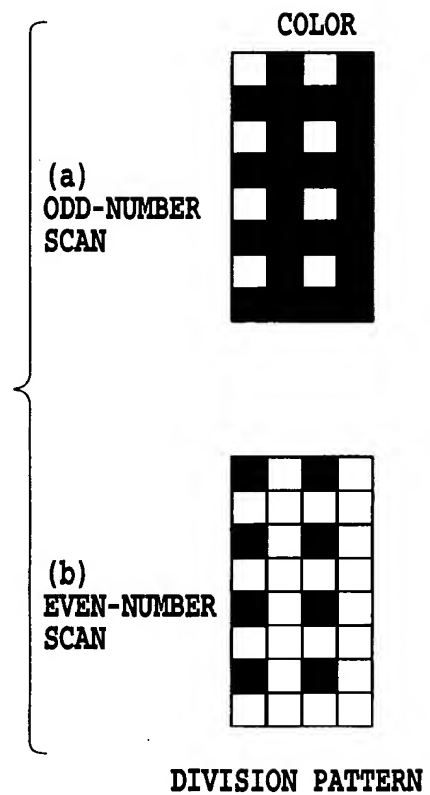 COLOR
(a)
ODD-NUMBER
SCAN
(b)
EVEN-NUMBER
SCAN
DIVISION PATTERN